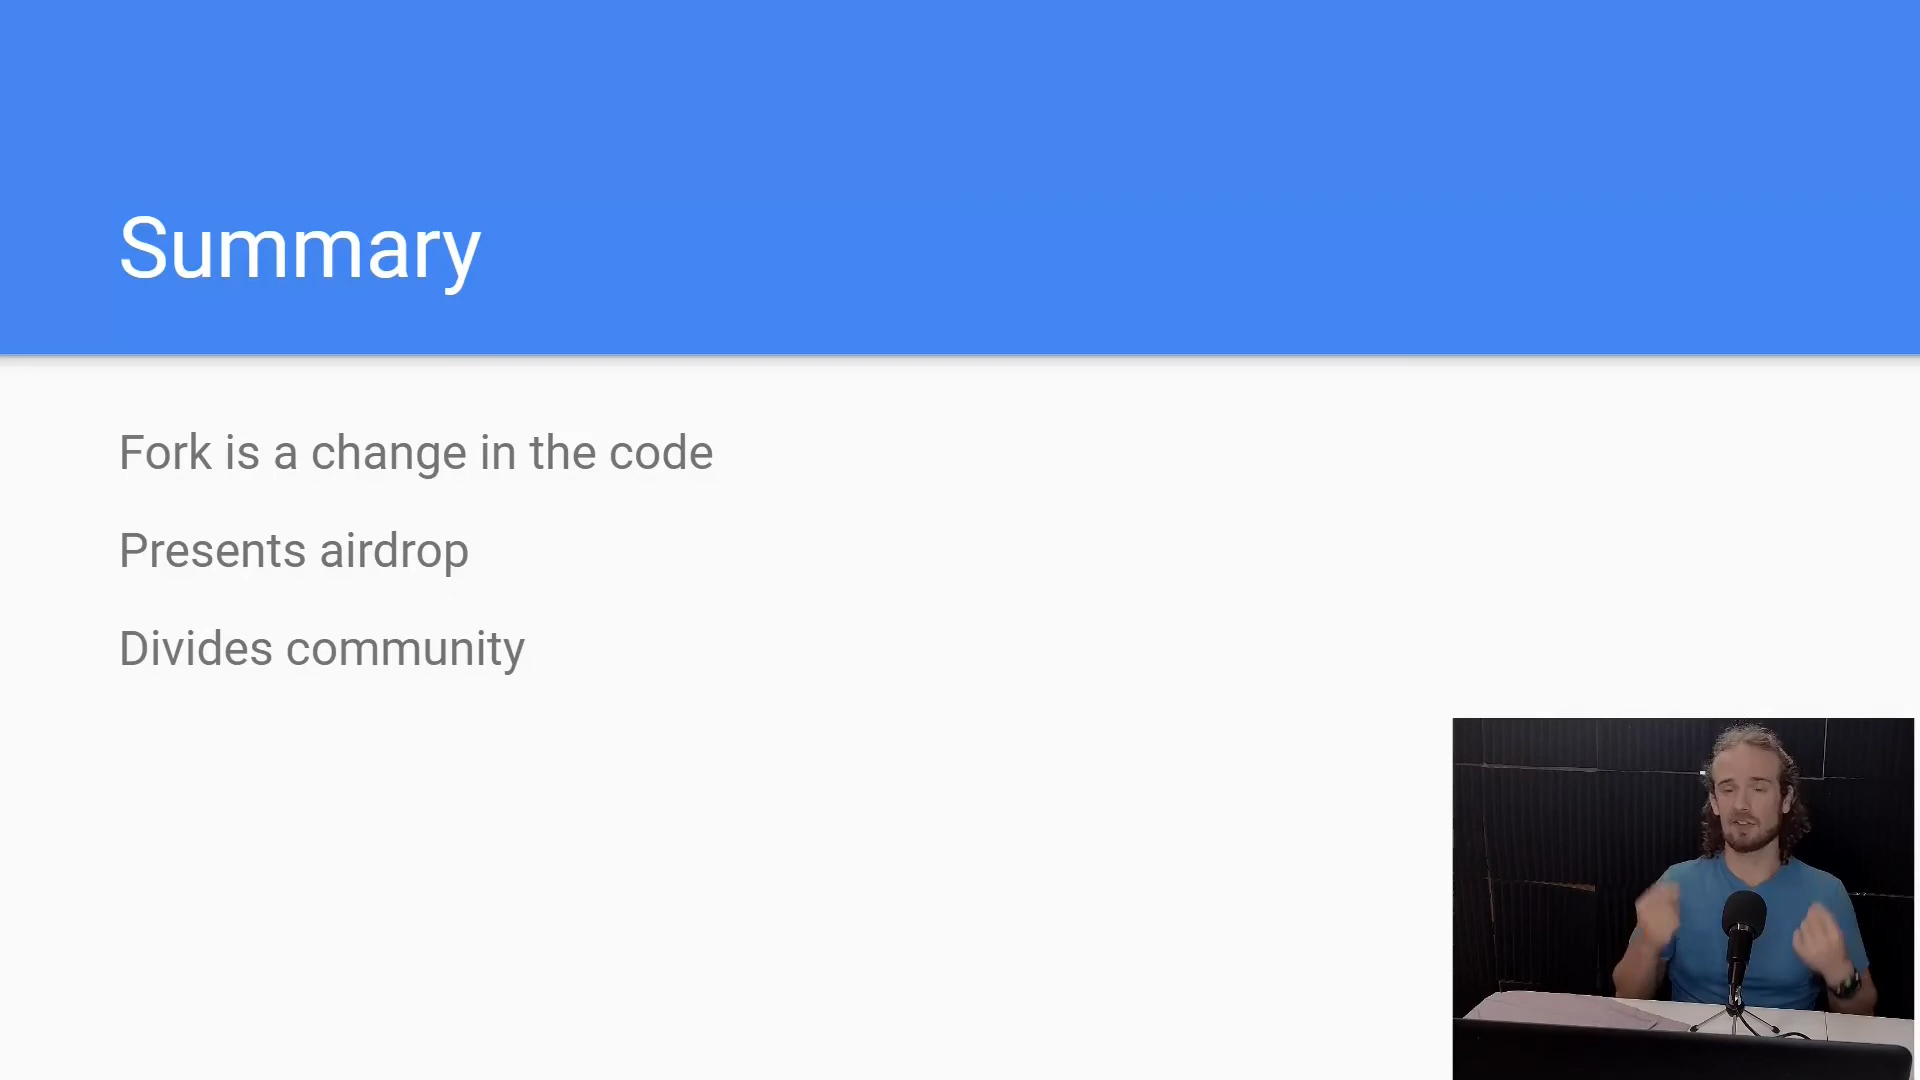 Summary
Fork is a change in the code
Presents airdrop
Divides community